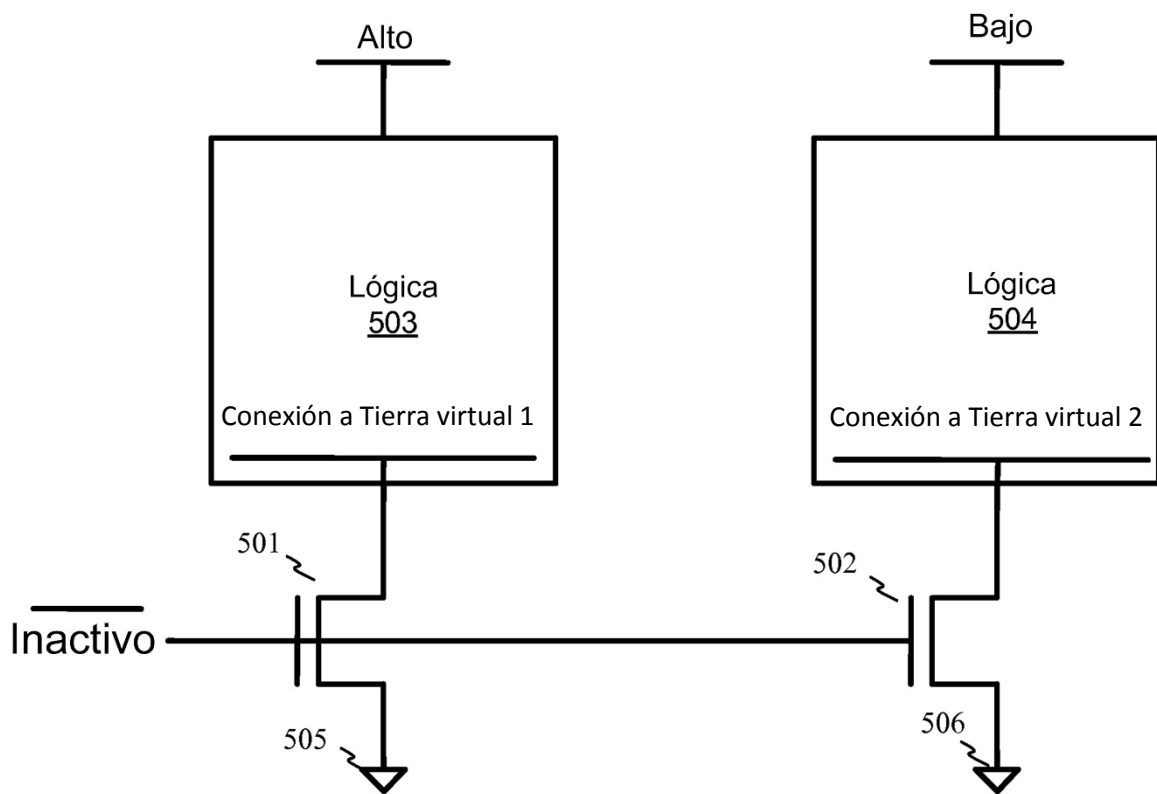 Alto
Bajo
Lógica
503
Lógica
504
Conexión a Tierra virtual 1
Conexión a Tierra virtual 2
501
502
Inactivo
505
506